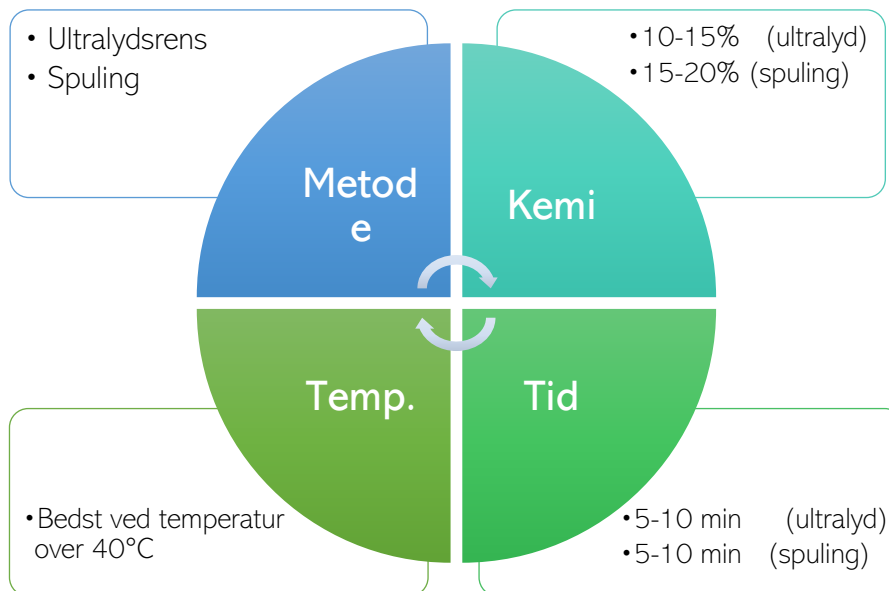 • Ultralydsrens
• Spuling
•10-15% (ultralyd)
•15-20% (spuling)
Metod
e
Kemi
Temp.
Tid
•Bedst ved temperatur
over 40°C
•5-10 min (ultralyd)
•5-10 min (spuling)